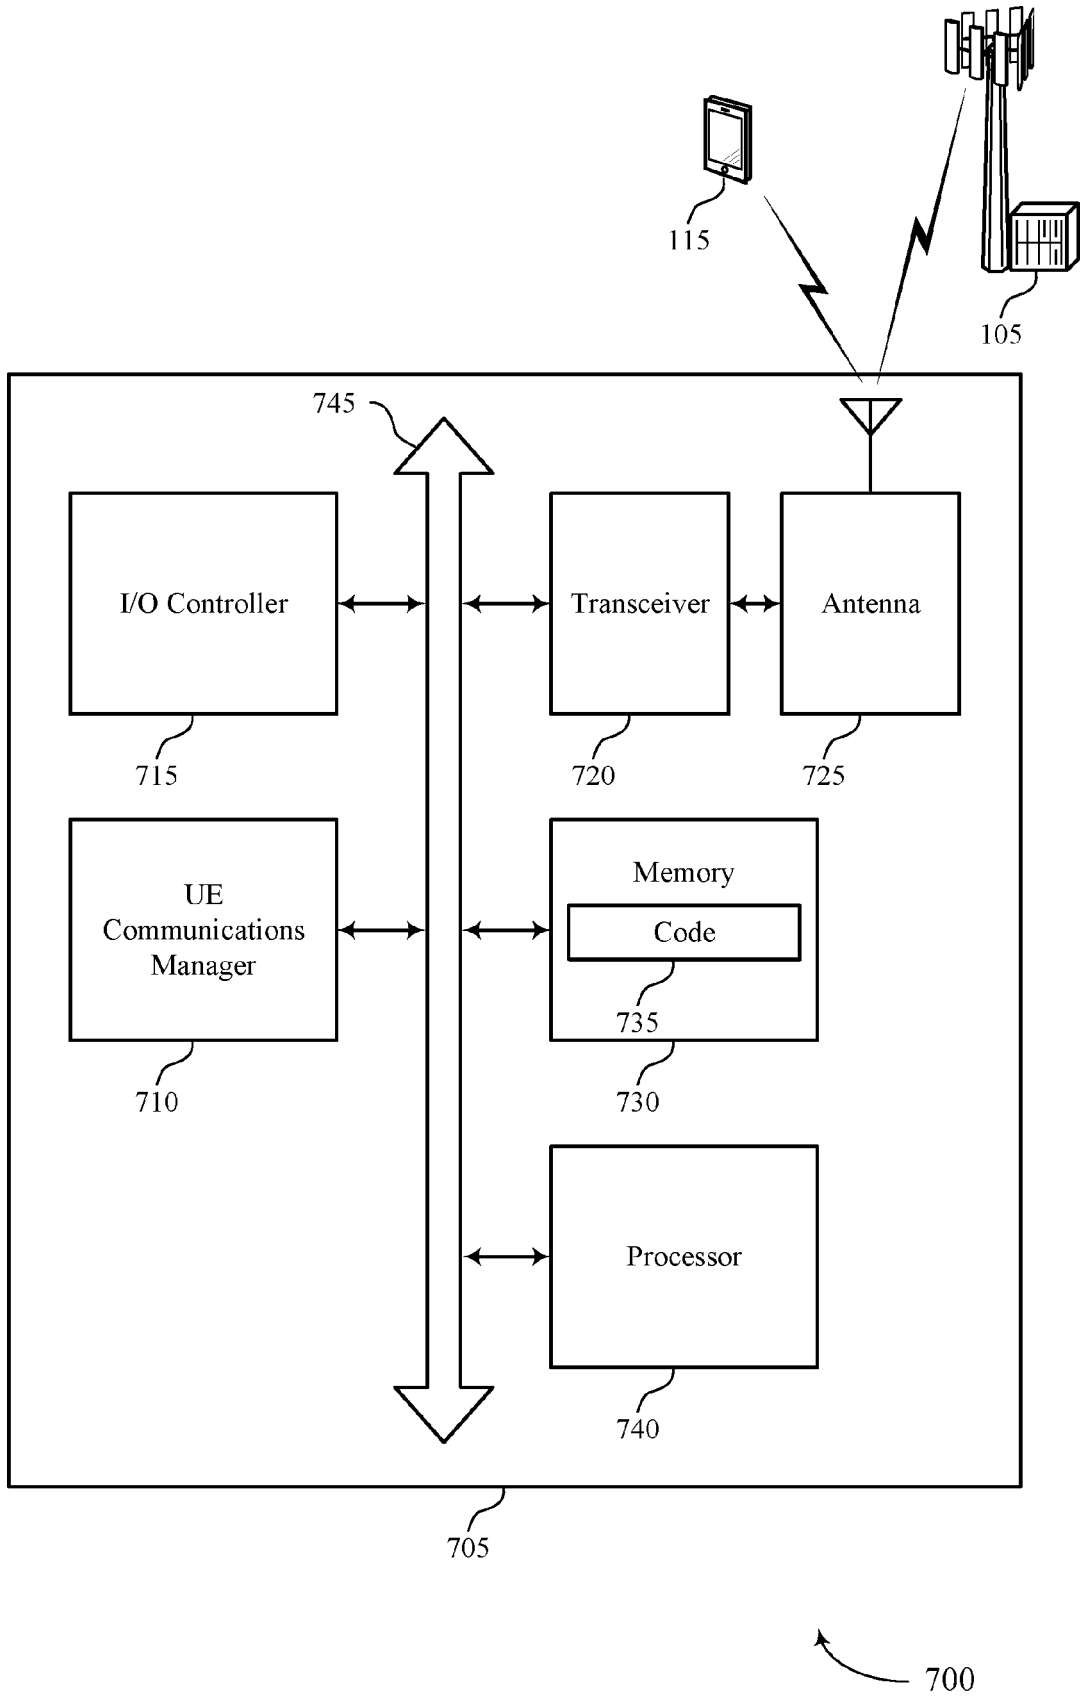 115
105
745
I/O Controller
Transceiver
Antenna
715
720
725
UE
Communications
Manager
Memory
Code
735
710
730
Processor
740
705
700